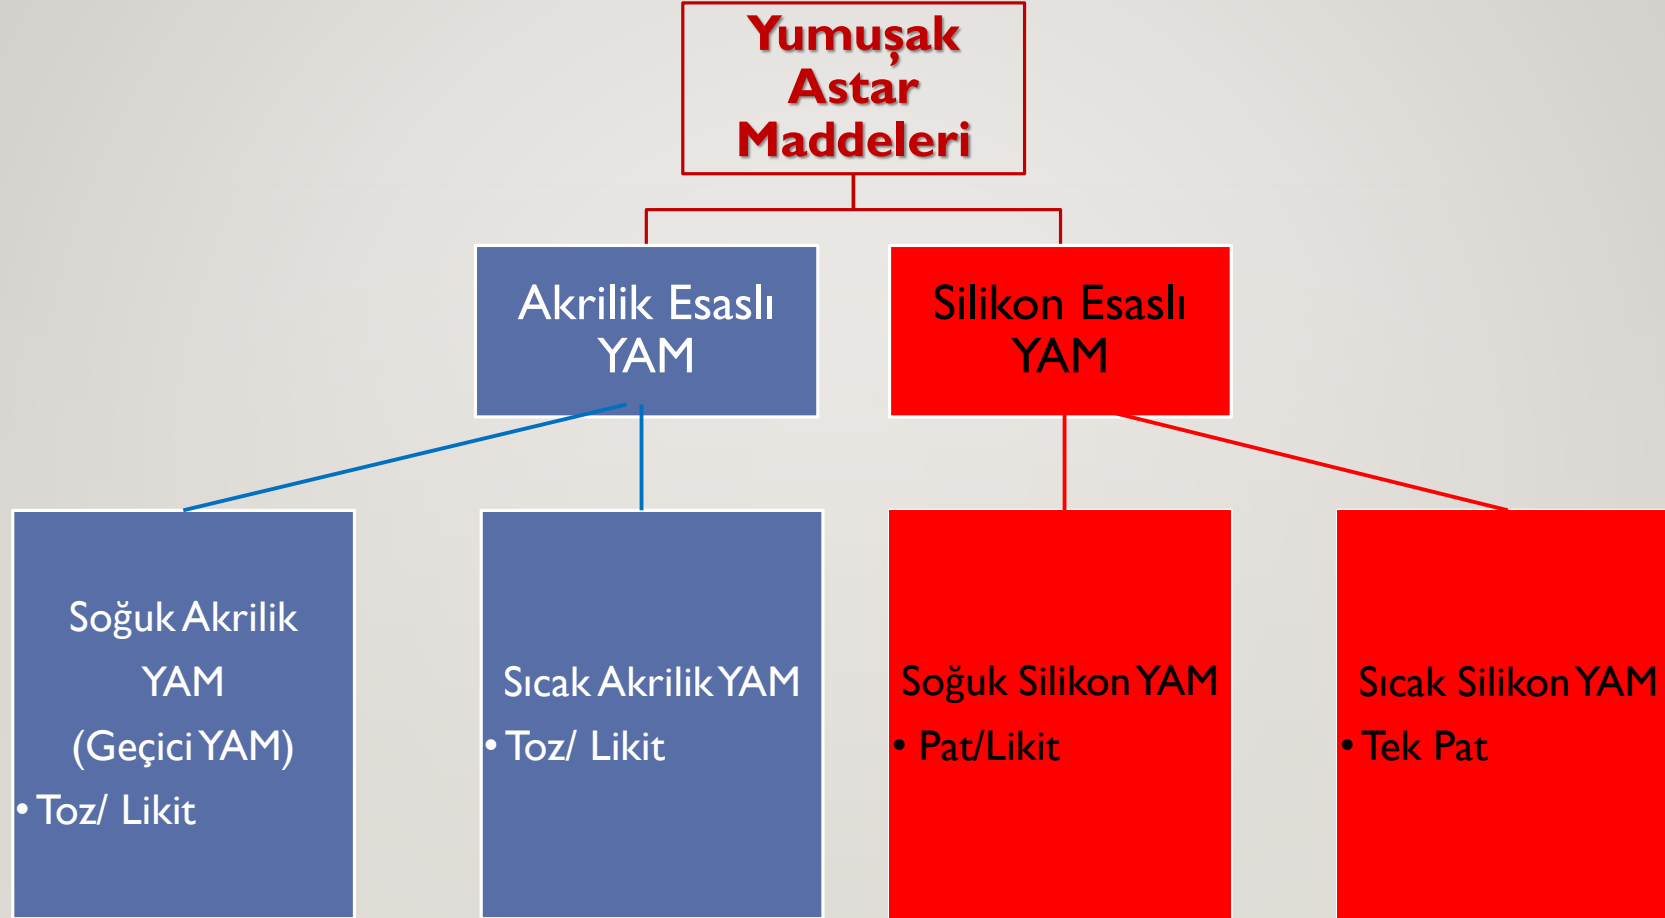 Yumuşak
Astar
Maddeleri
Akrilik Esaslı
YAM
Silikon Esaslı
YAM
Soğuk Akrilik
YAM
(Geçici YAM)
• Toz/ Likit
Sıcak Akrilik YAM
• Toz/ Likit
Soğuk Silikon YAM
• Pat/Likit
Sıcak Silikon YAM
• Tek Pat